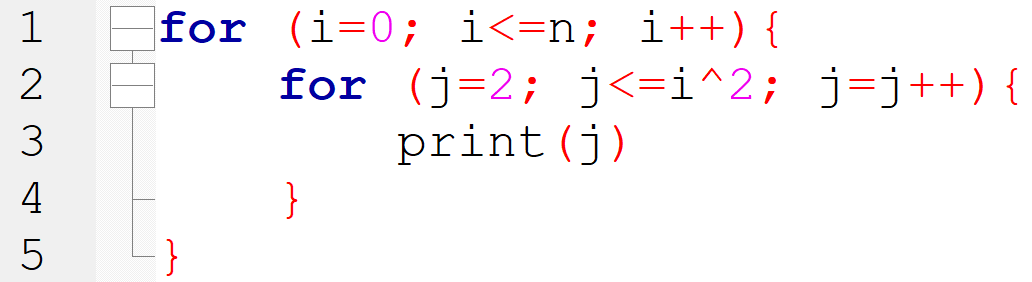 1 for (i=0; i<=n; i++){
2 for (j=2; j<=i^2; j=j++){
3 print(j)
4 }
5 }